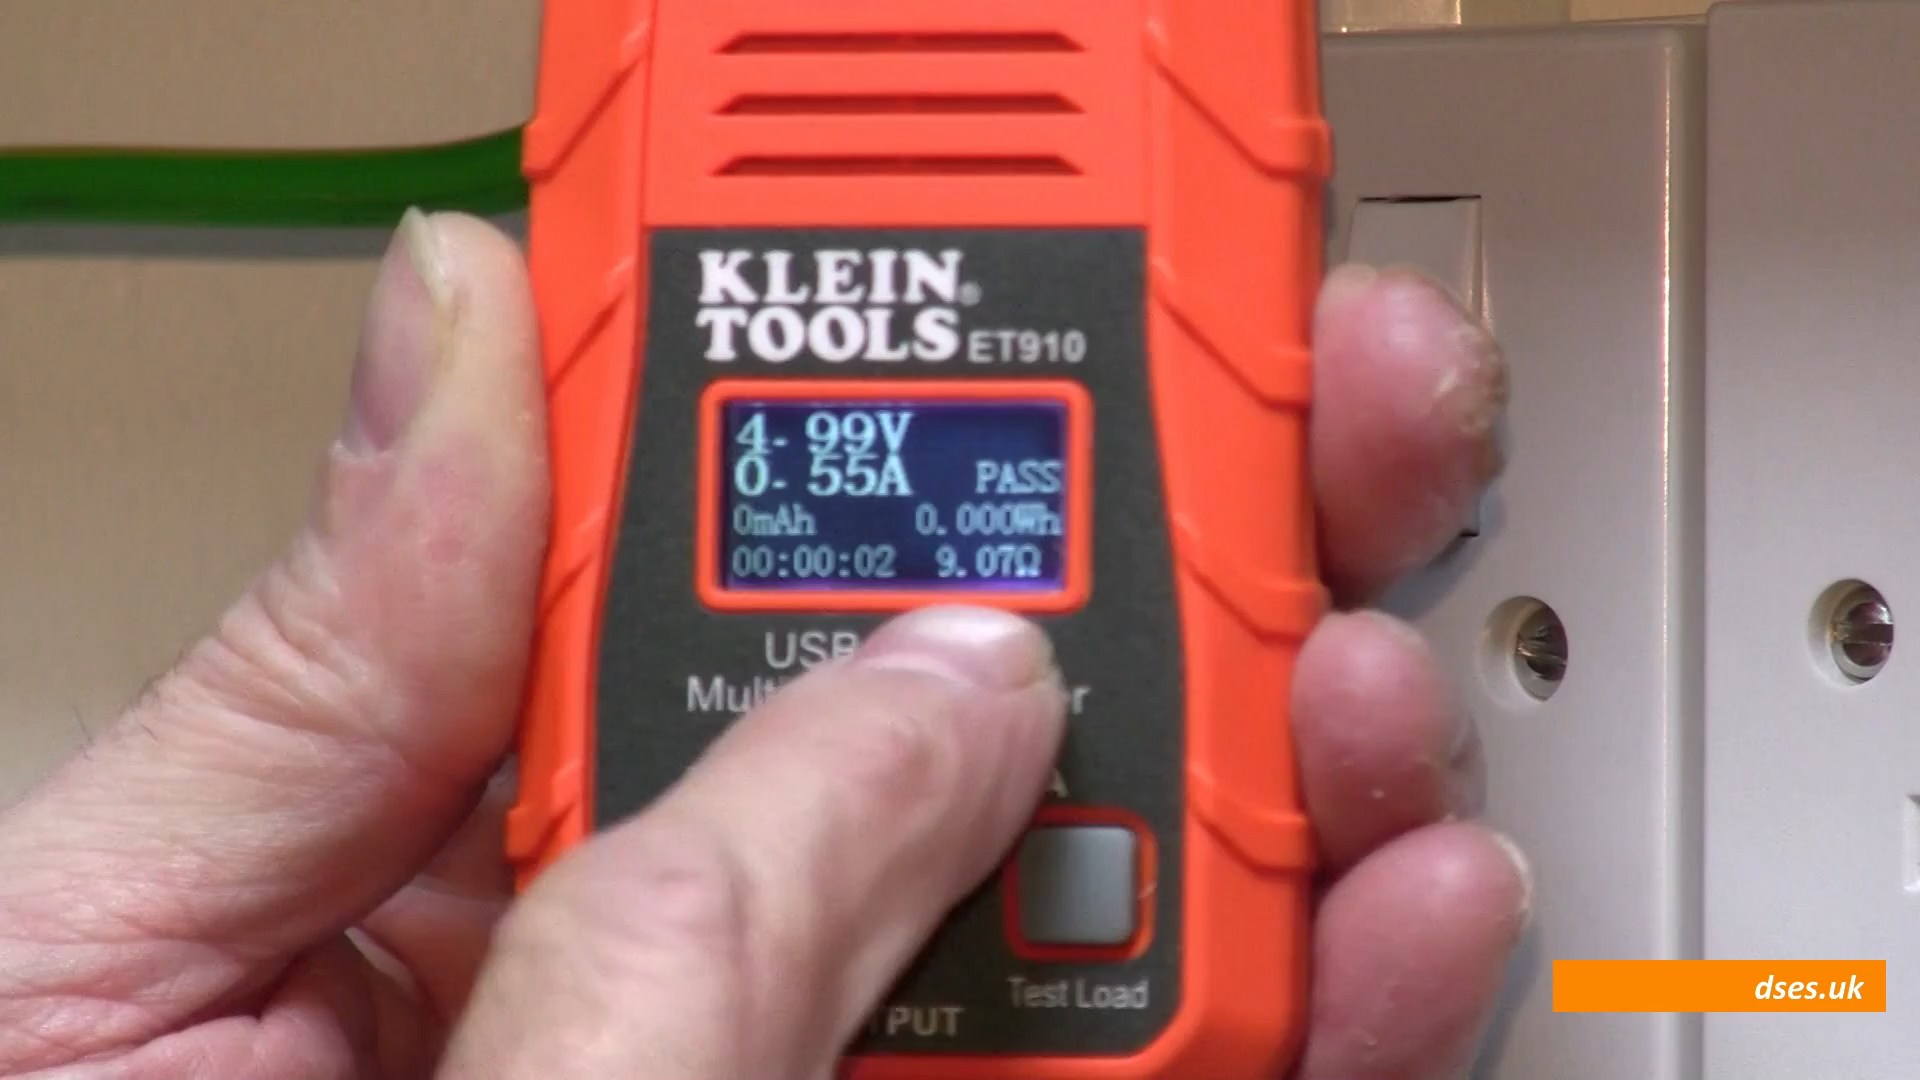 KLEIN®
TOOLS ET910
4.99V
0.55A PASS
0mAh 0.000Wh
00:00:02 9.07Ω
USB
Test Load
dses.uk